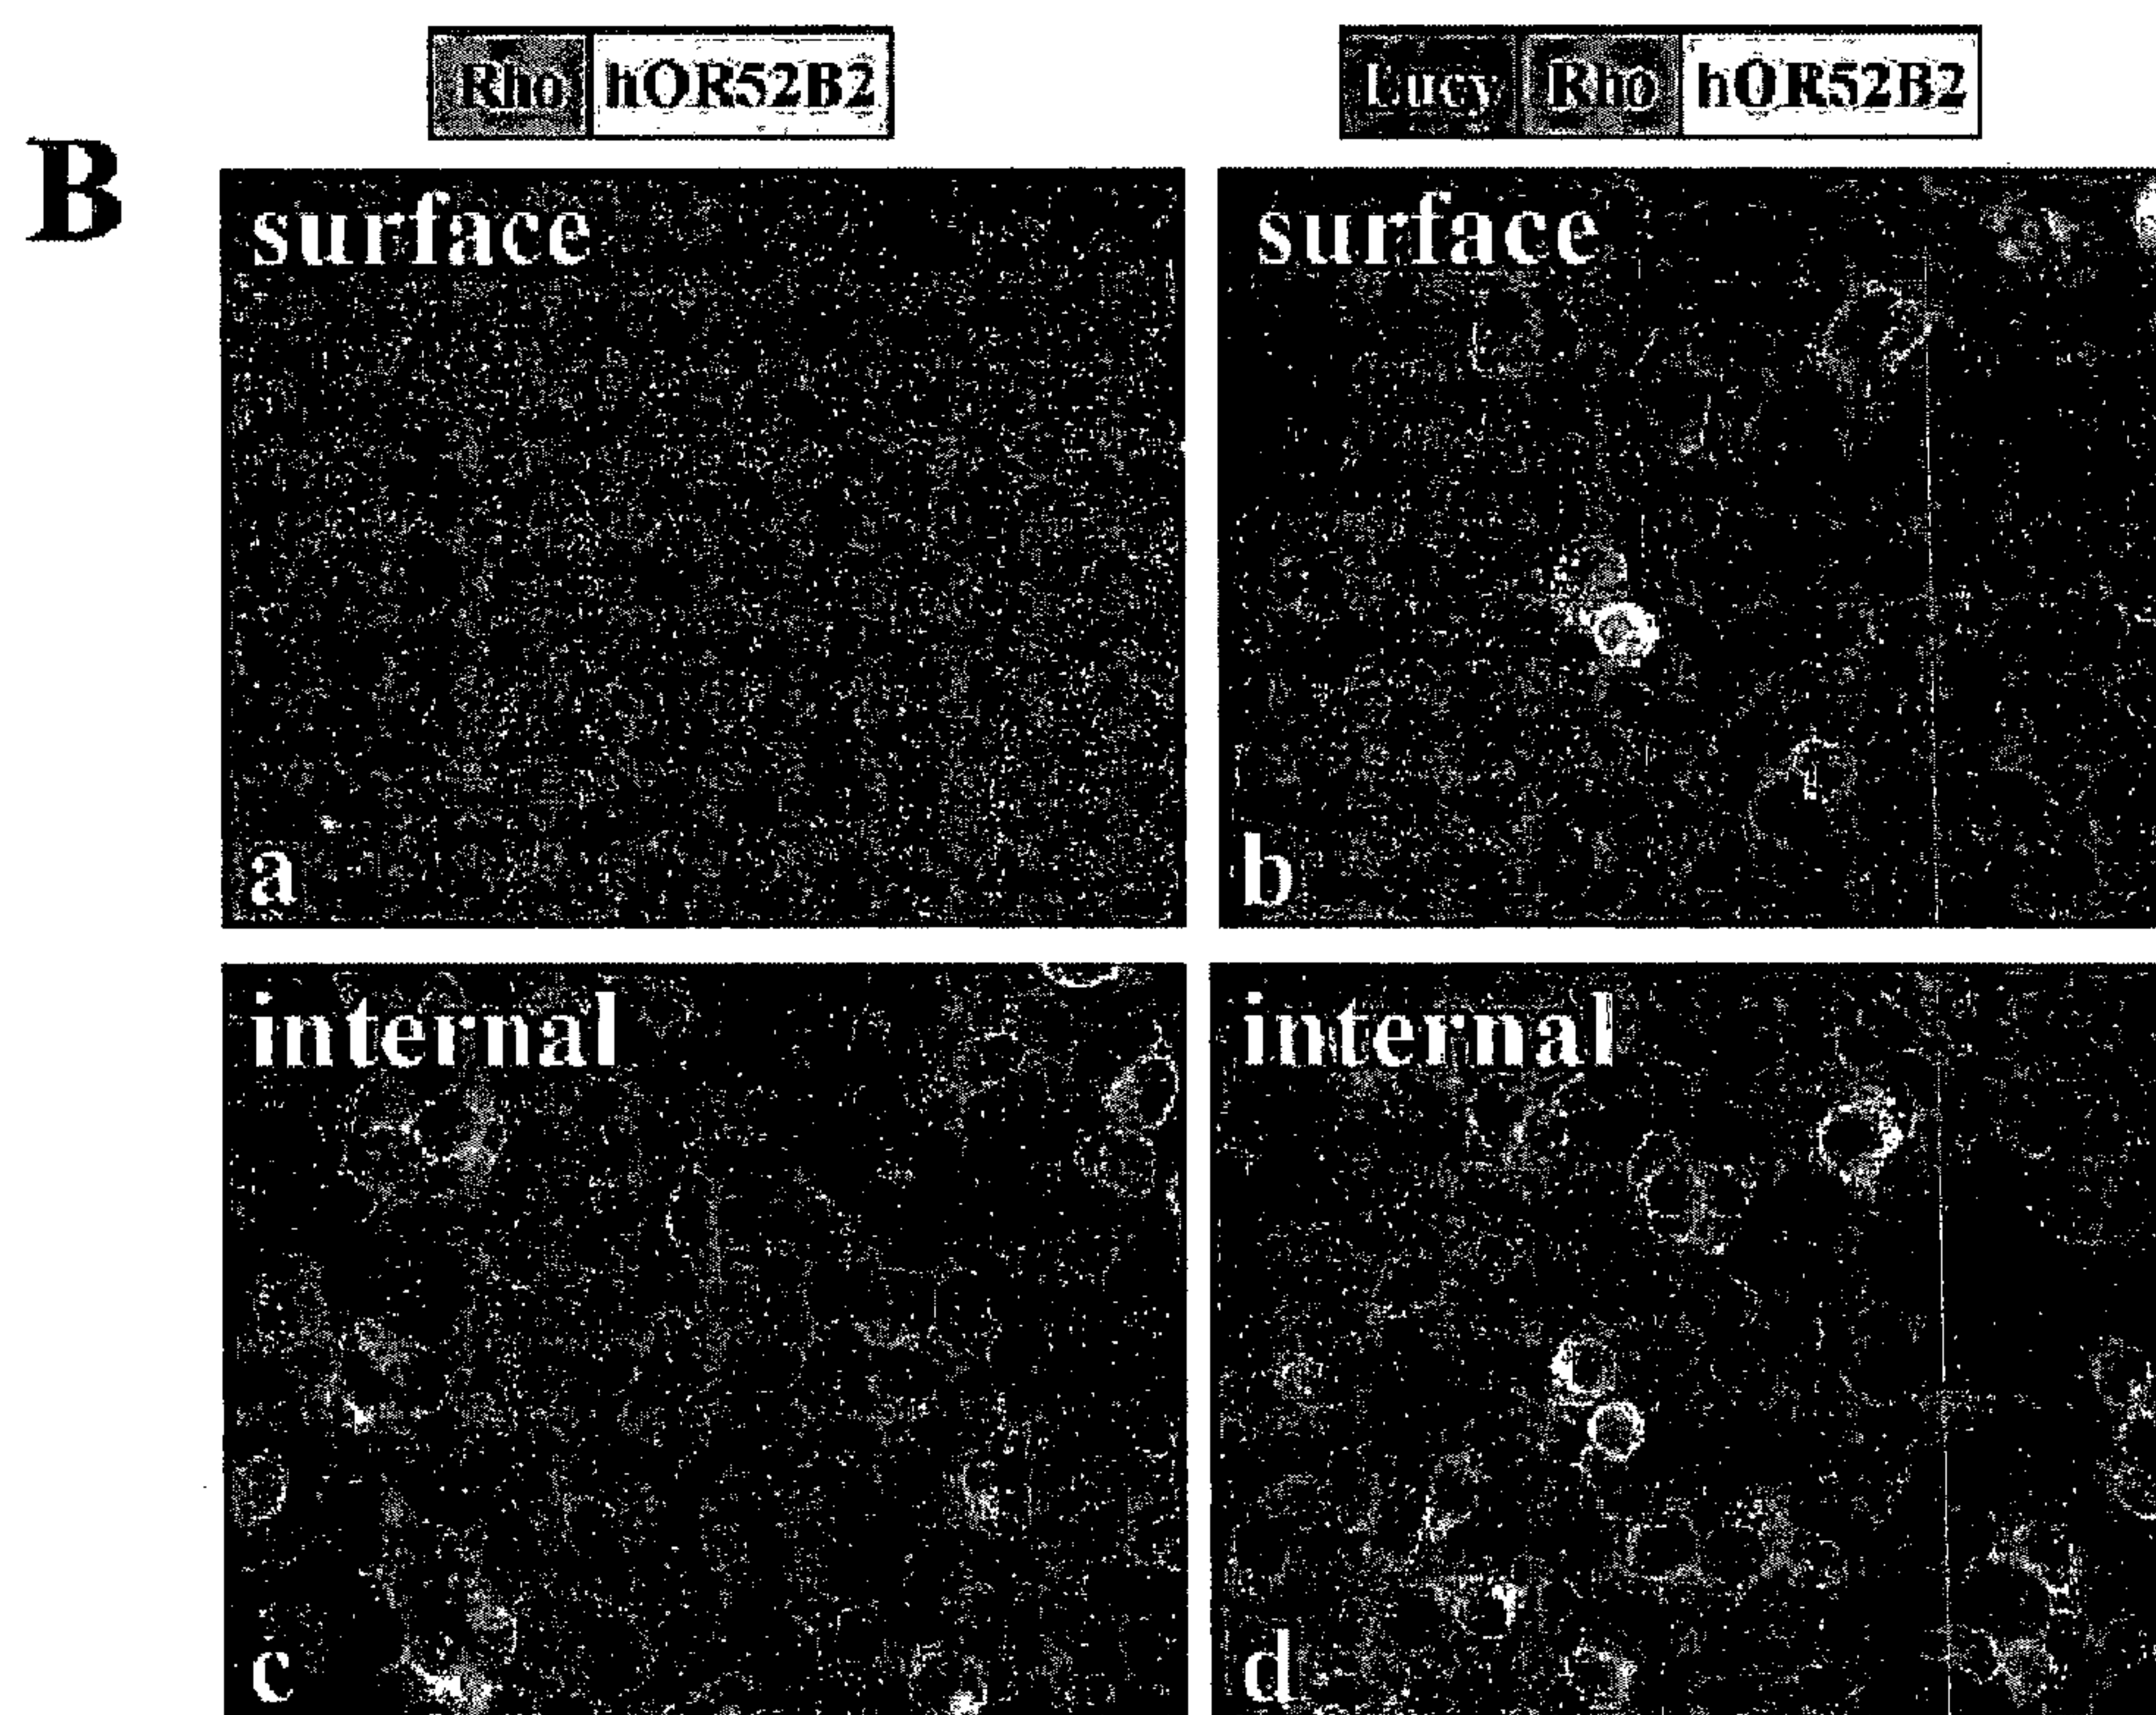 Rho hOR52B2 Lucy Rho hOR52B2
B
surface surface
a b
internal internal
c d